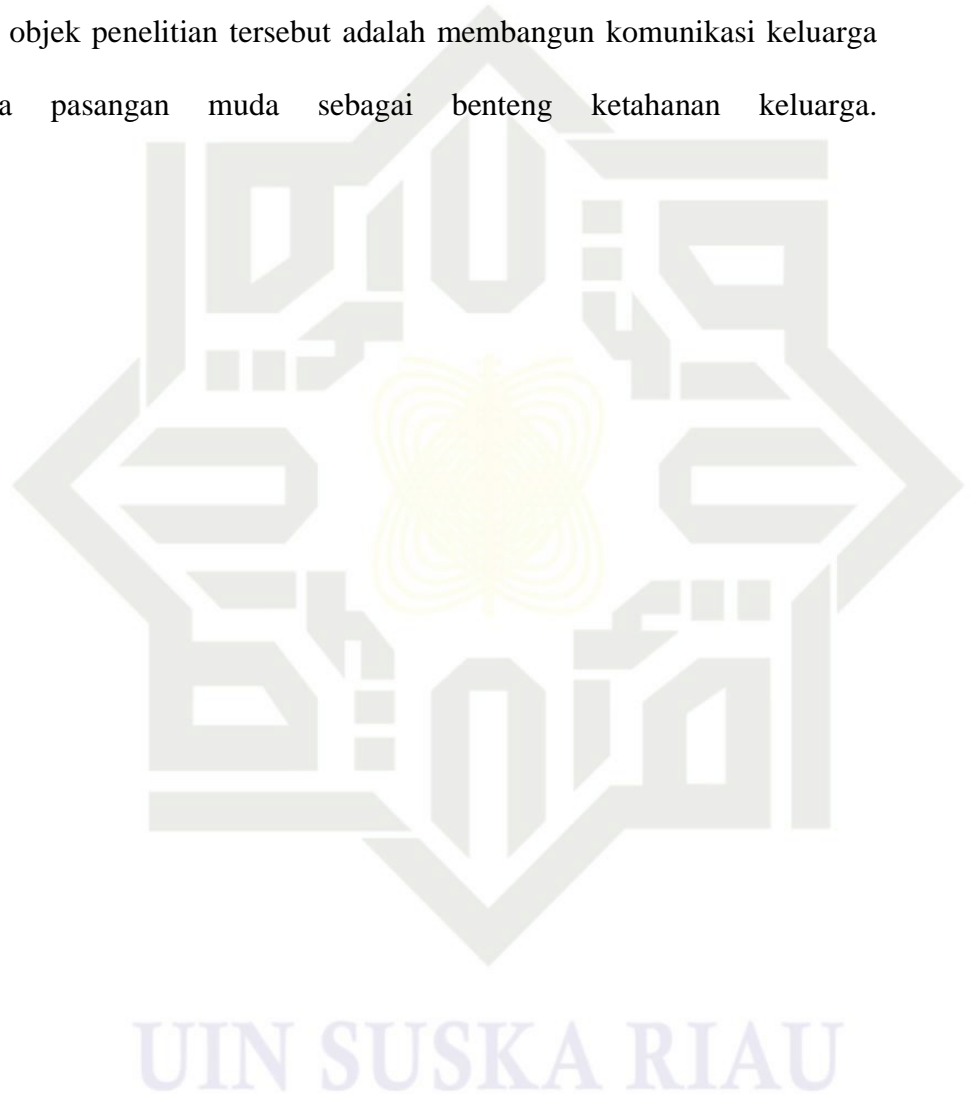 objek penelitian tersebut adalah membangun komunikasi keluarga
pasangan muda sebagai benteng ketahanan keluarga.
UIN SUSKA RIAU